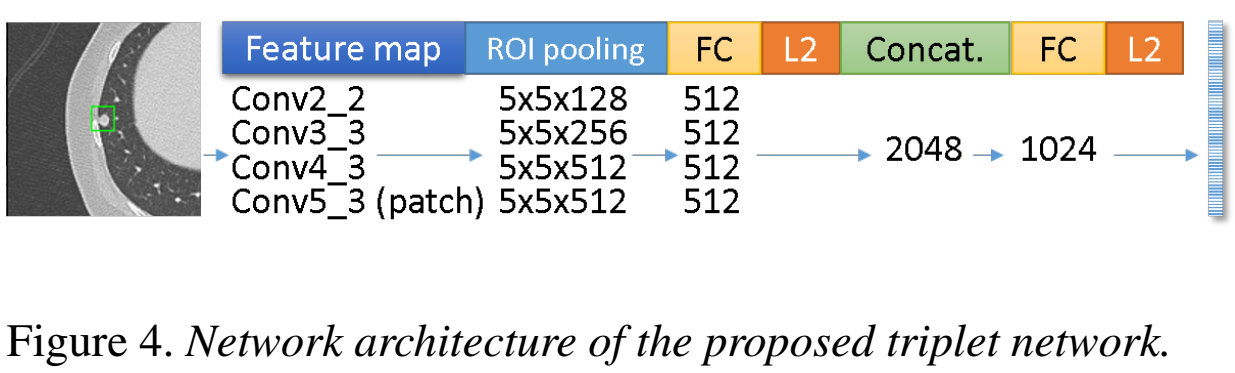 Feature map ROI pooling FC L2 Concat. FC L2
Conv2_2 5x5x128 512
Conv3_3 5x5x256 512
2048 1024
Conv4_3 5x5x512 512
Conv5_3 (patch) 5x5x512 512
Figure 4. Network architecture of the proposed triplet network.